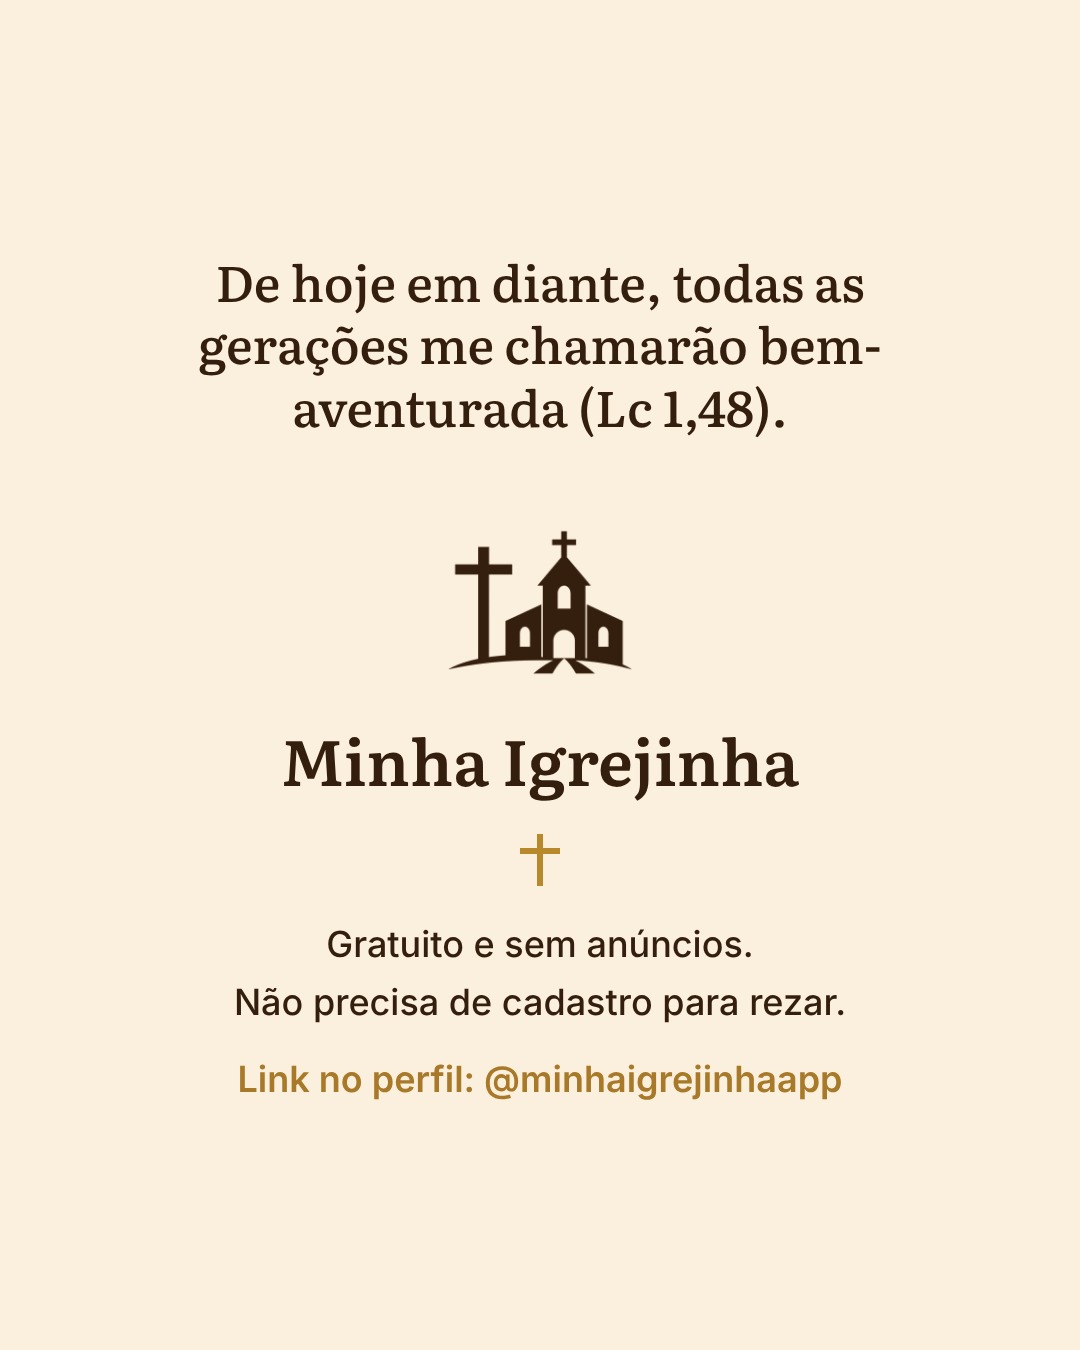 De hoje em diante, todas as
gerações me chamarão bem-
aventurada (Lc 1,48).
Minha Igrejinha
Gratuito e sem anúncios.
Não precisa de cadastro para rezar.
Link no perfil: @minhaigrejinhaapp